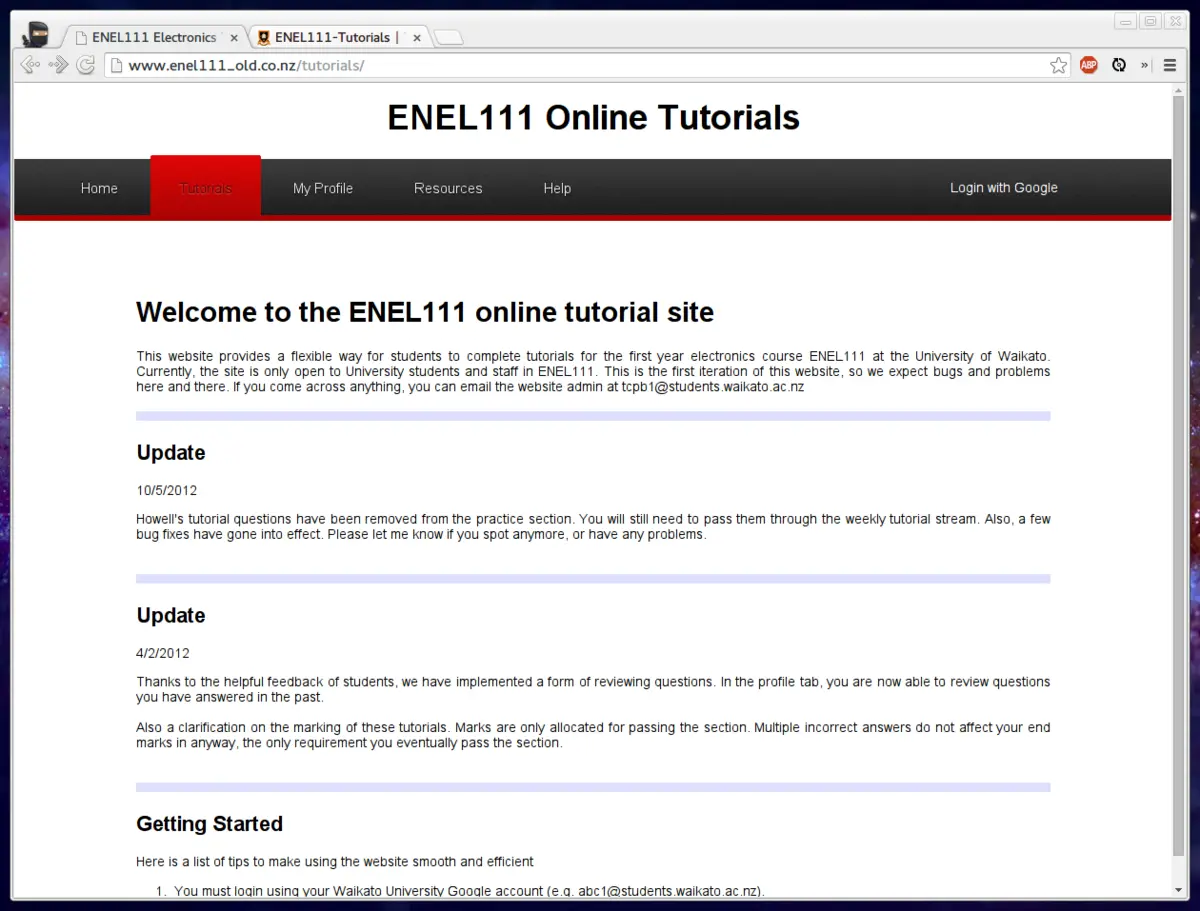 ENEL111 Electronics
ENEL111-Tutorials |
www.enel111_old.co.nz/tutorials/
ABP
»
ENEL111 Online Tutorials
Home Tutorials My Profile Resources Help Login with Google
Welcome to the ENEL111 online tutorial site
This website provides a flexible way for students to complete tutorials for the first year electronics course ENEL111 at the University of Waikato.
Currently, the site is only open to University students and staff in ENEL111. This is the first iteration of this website, so we expect bugs and problems
here and there. If you come across anything, you can email the website admin at tcpb1@students.waikato.ac.nz
Update
10/5/2012
Howell's tutorial questions have been removed from the practice section. You will still need to pass them through the weekly tutorial stream. Also, a few
bug fixes have gone into effect. Please let me know if you spot anymore, or have any problems.
Update
4/2/2012
Thanks to the helpful feedback of students, we have implemented a form of reviewing questions. In the profile tab, you are now able to review questions
you have answered in the past.
Also a clarification on the marking of these tutorials. Marks are only allocated for passing the section. Multiple incorrect answers do not affect your end
marks in anyway, the only requirement you eventually pass the section.
Getting Started
Here is a list of tips to make using the website smooth and efficient
1. You must login using your Waikato University Google account (e.g. abc1@students.waikato.ac.nz).